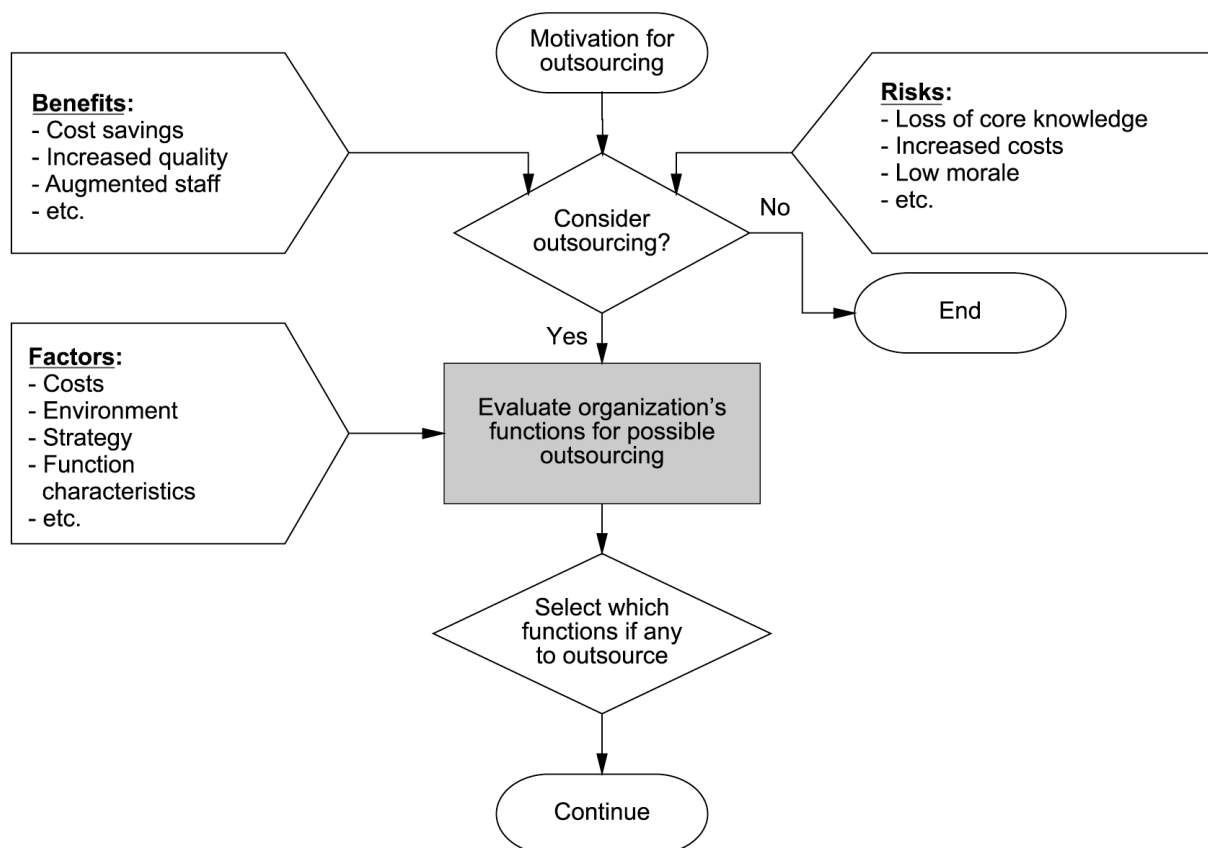 Motivation for
outsourcing
Benefits:
- Cost savings
- Increased quality
- Augmented staff
- etc.
Risks:
- Loss of core knowledge
- Increased costs
- Low morale
- etc.
Consider
outsourcing?
No
End
Yes
Factors:
- Costs
- Environment
- Strategy
- Function
characteristics
- etc.
Evaluate organization’s
functions for possible
outsourcing
Select which
functions if any
to outsource
Continue